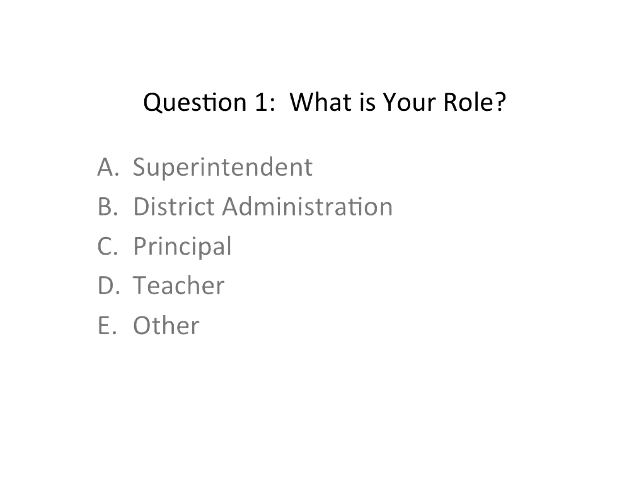 Question 1:  What is Your Role?
A. Superintendent
B. District Administration
C. Principal
D. Teacher
E. Other